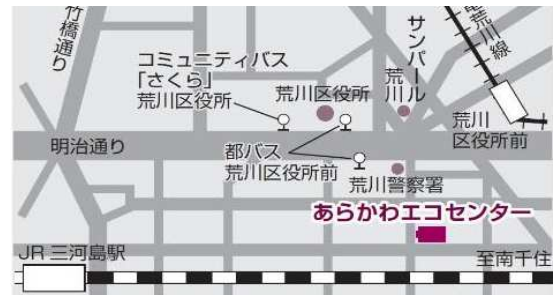 竹橋通り
コミュニティバス
「さくら」
荒川区役所
荒川区役所
サンパール
荒川
荒川線
荒川
区役所前
明治通り
都バス
荒川区役所前
荒川警察署
あらかわエコセンター
JR 三河島駅
至南千住